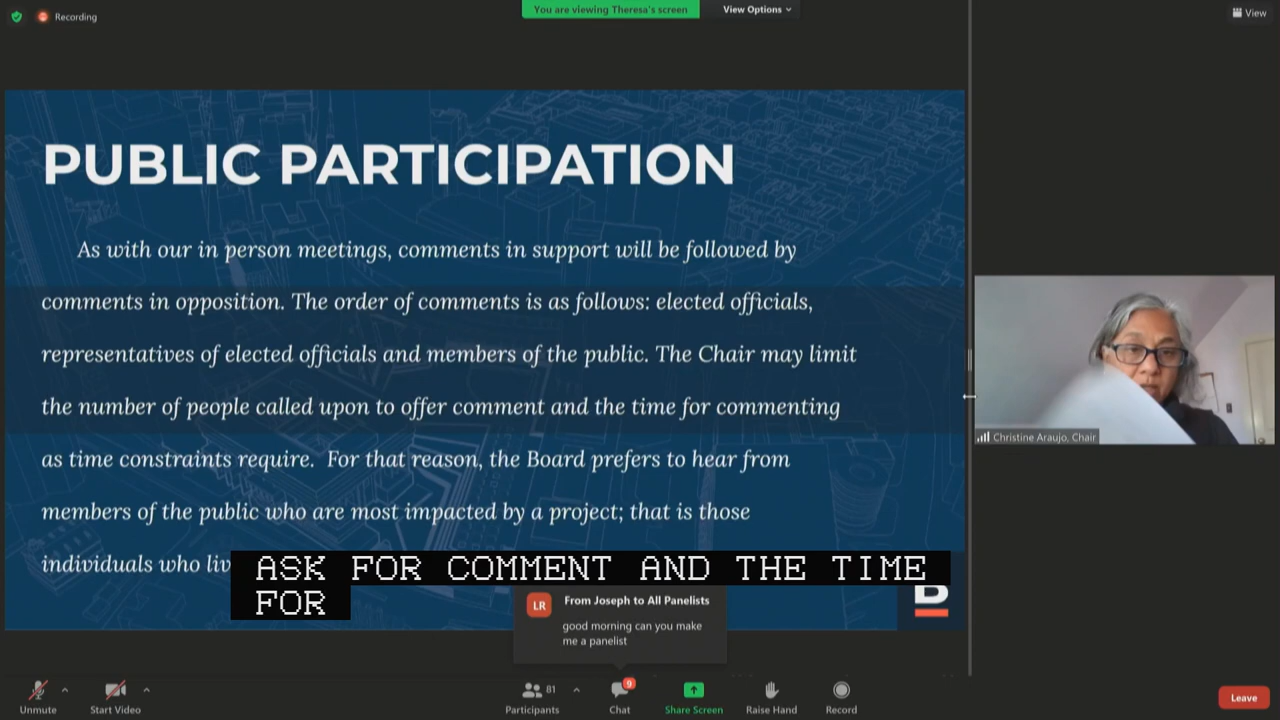 Recording
You are viewing Theresa's screen
View Options
View
PUBLIC PARTICIPATION
As with our in person meetings, comments in support will be followed by
comments in opposition. The order of comments is as follows: elected officials,
representatives of elected officials and members of the public. The Chair may limit
the number of people called upon to offer comment and the time for commenting
as time constraints require. For that reason, the Board prefers to hear from
members of the public who are most impacted by a project; that is those
individuals who liv
ASK FOR COMMENT AND THE TIME
FOR
B
LR
From Joseph to All Panelists
good morning can you make
me a panelist
Christine Araujo, Chair
Unmute
Start Video
81
Participants
9
Chat
Share Screen
Raise Hand
Record
Leave